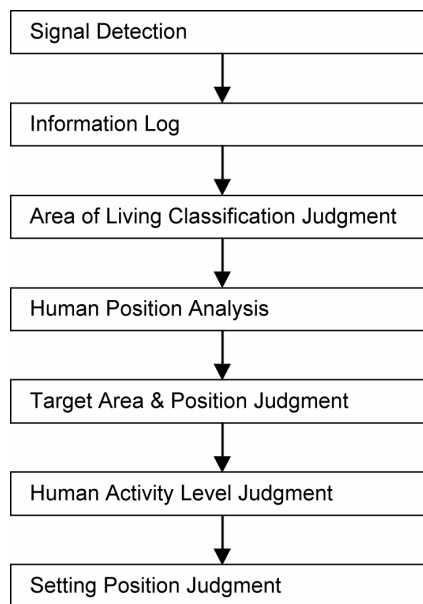 Signal Detection
Information Log
Area of Living Classification Judgment
Human Position Analysis
Target Area & Position Judgment
Human Activity Level Judgment
Setting Position Judgment